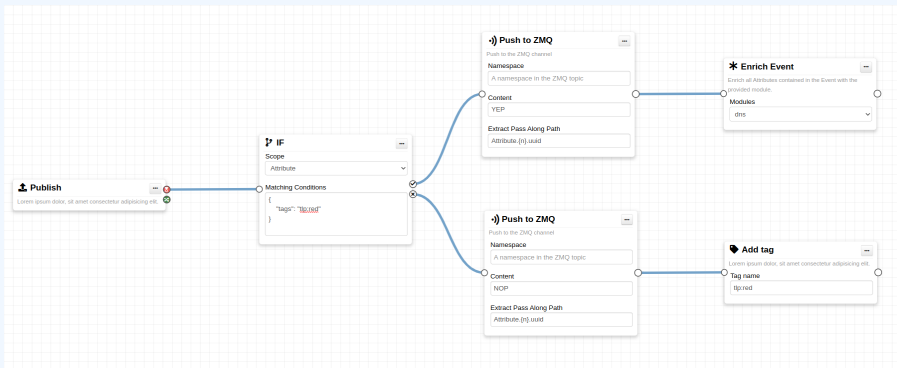 Publish
Lorem ipsum dolor, sit amet consectetur adipisicing elit.
IF
Scope
Attribute
Matching Conditions
{
"tags": "tlp:red"
}
Push to ZMQ
Push to the ZMQ channel
Namespace
A namespace in the ZMQ topic
Content
YEP
Extract Pass Along Path
Attribute.{n}.uuid
Enrich Event
Enrich all Attributes contained in the Event with the
provided module.
Modules
dns
Push to ZMQ
Push to the ZMQ channel
Namespace
A namespace in the ZMQ topic
Content
NOP
Extract Pass Along Path
Attribute.{n}.uuid
Add tag
Lorem ipsum dolor, sit amet consectetur adipisicing elit.
Tag name
tlp:red